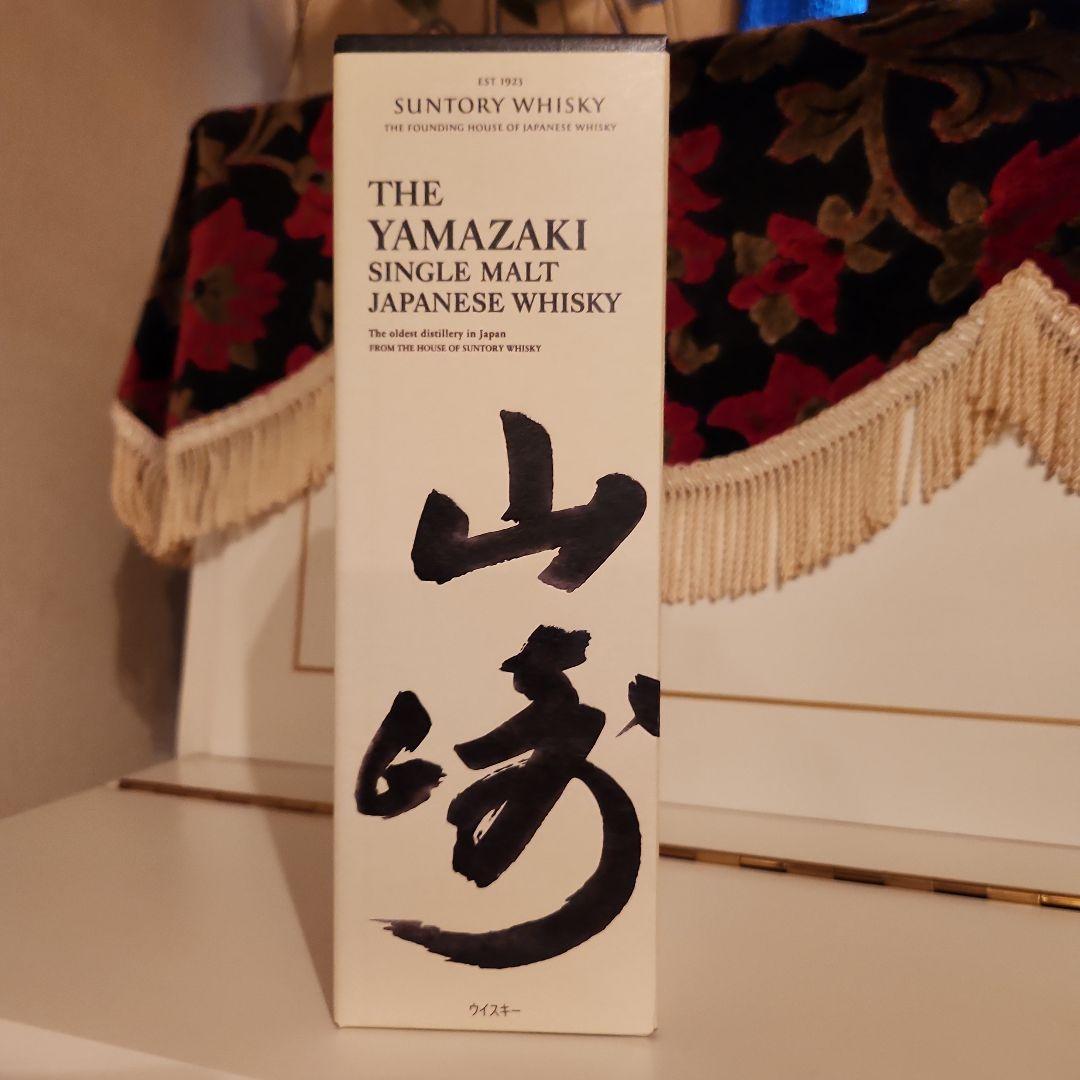 EST 1923
SUNTORY WHISKY
THE FOUNDING HOUSE OF JAPANESE WHISKY
THE
YAMAZAKI
SINGLE MALT
JAPANESE WHISKY
The oldest distillery in Japan
FROM THE HOUSE OF SUNTORY WHISKY
山
崎
ウイスキー